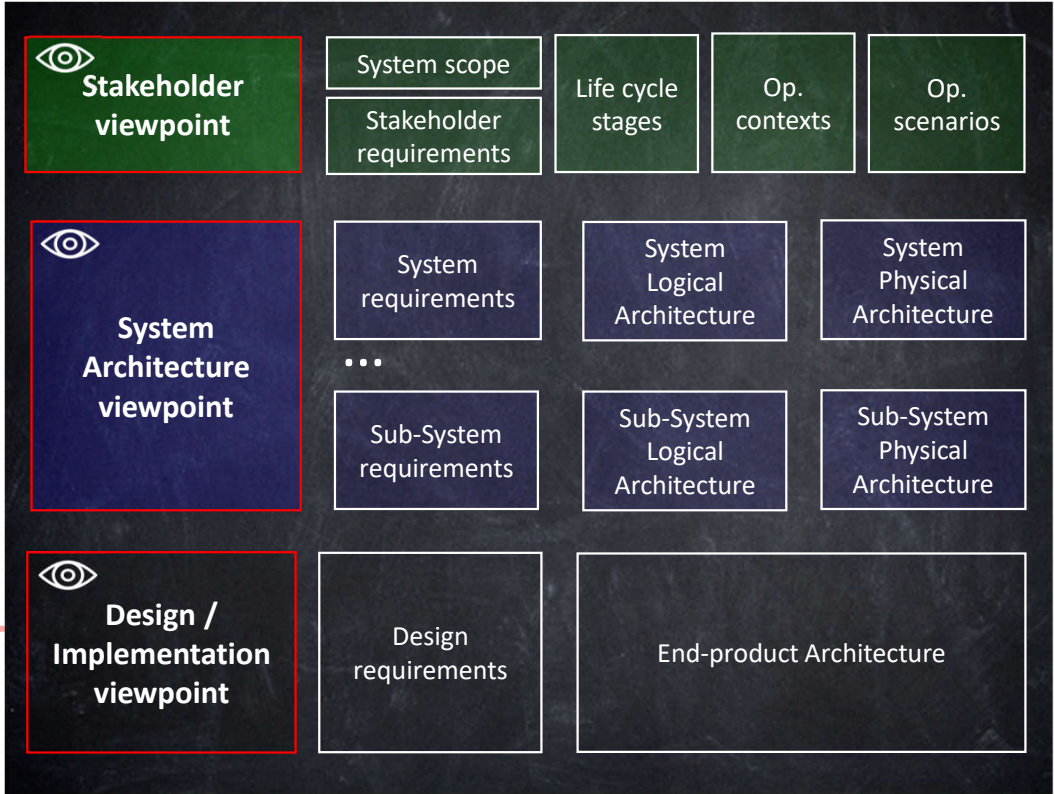 Stakeholder
viewpoint
System scope
Stakeholder
requirements
Life cycle
stages
Op.
contexts
Op.
scenarios
System
Architecture
viewpoint
System
requirements
System
Logical
Architecture
System
Physical
Architecture
...
Sub-System
requirements
Sub-System
Logical
Architecture
Sub-System
Physical
Architecture
Design /
Implementation
viewpoint
Design
requirements
End-product Architecture